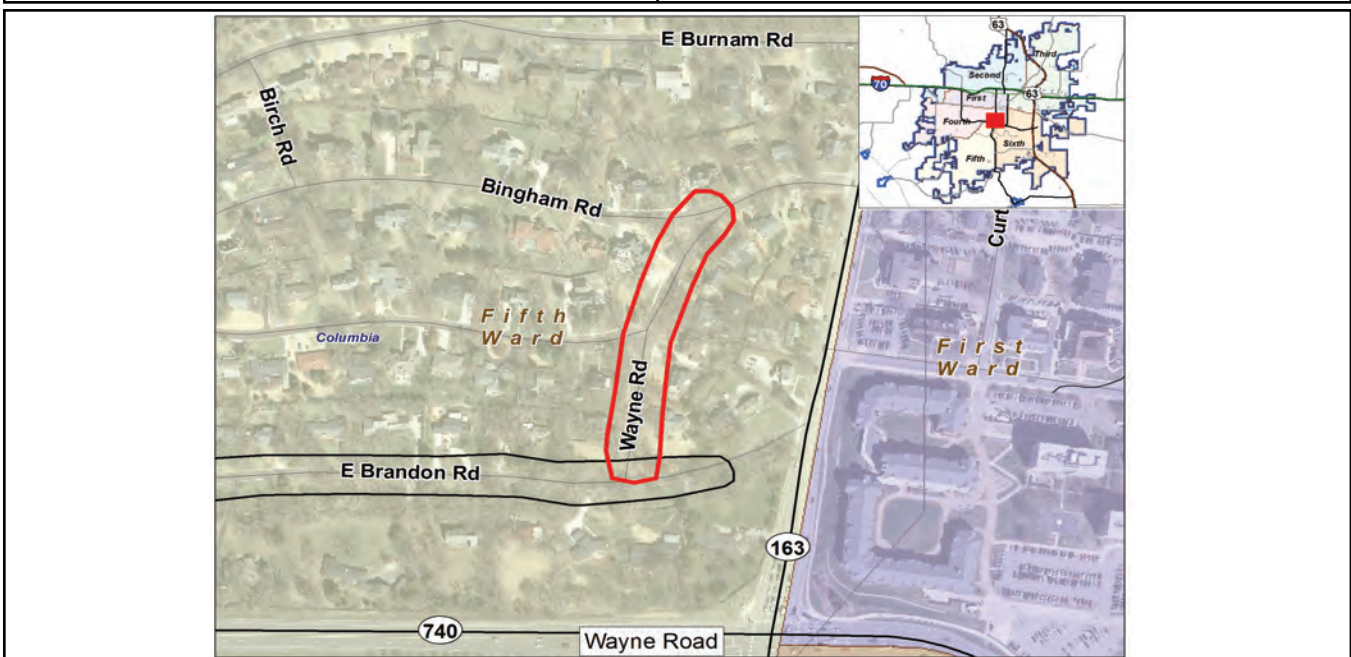 E Burnam Rd
Birch Rd
Bingham Rd
63
Third
Second
70
63
First
Fourth
Sixth
Fifth
Curt
Fifth
Ward
Columbia
First
Ward
Wayne Rd
E Brandon Rd
163
740
Wayne Road